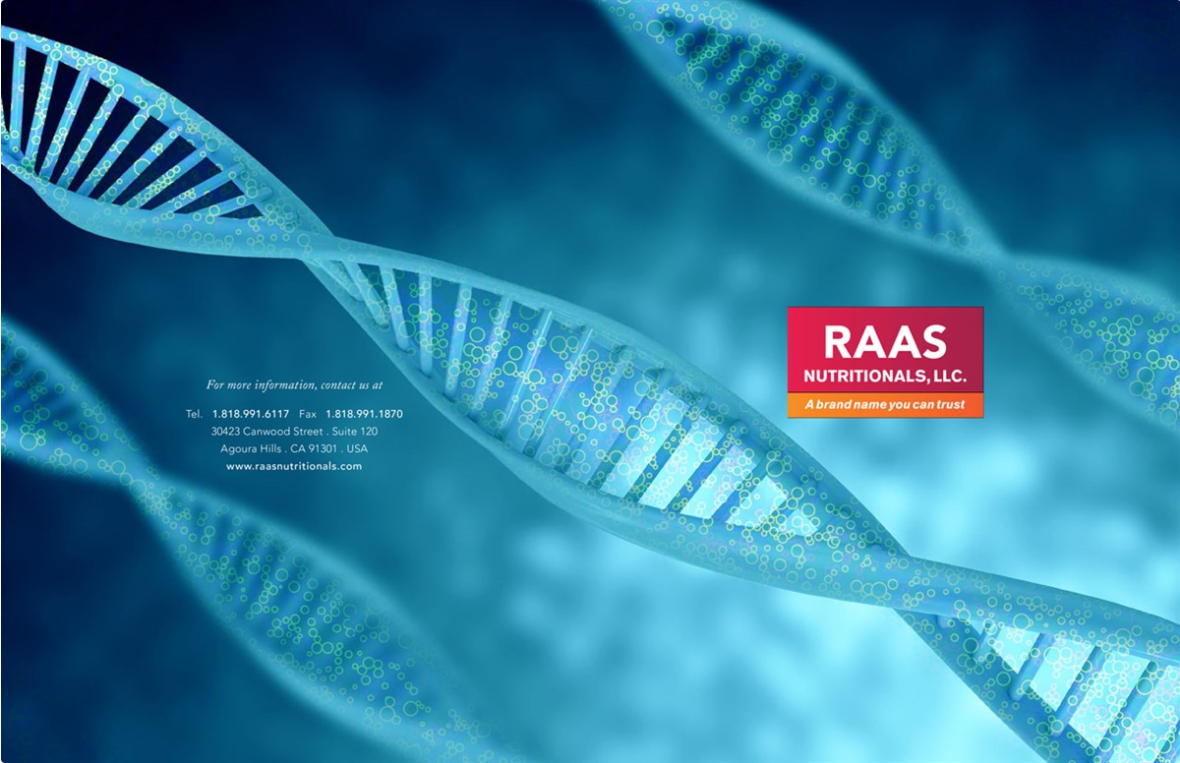 For more information, contact us at
Tel. 1.818.991.6117 Fax 1.818.991.1870
30423 Canwood Street . Suite 120
Agoura Hills . CA 91301 . USA
www.raasnutritionals.com
RAAS
NUTRITIONALS, LLC.
A brand name you can trust